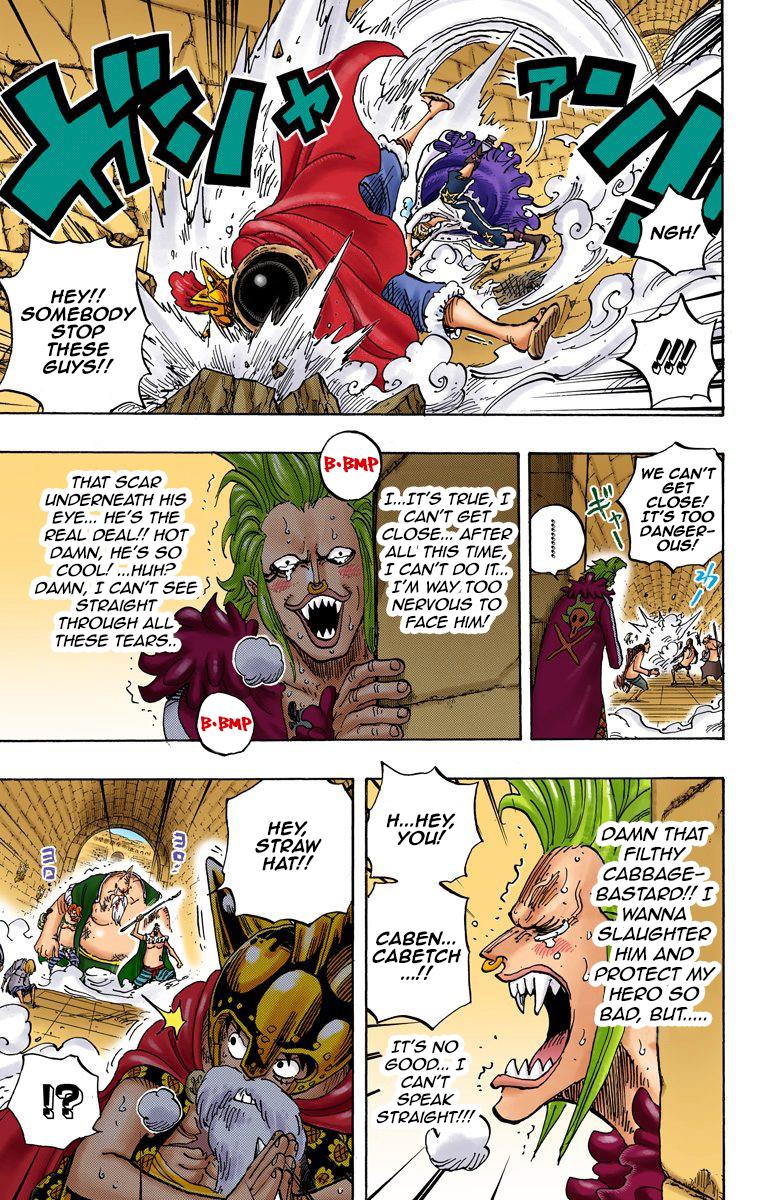 ガシャアン!!
NGH!
!!!
HEY!!
SOMEBODY
STOP
THESE
GUYS!!
WE CAN'T
GET
CLOSE!
IT'S TOO
DANGER-
OUS!
ギャー
I...IT'S TRUE, I
CAN'T GET
CLOSE... AFTER
ALL THIS TIME,
I CAN'T DO IT...
I'M WAY TOO
NERVOUS TO
FACE HIM!
B•BMP
THAT SCAR
UNDERNEATH HIS
EYE... HE'S THE
REAL DEAL!! HOT
DAMN, HE'S SO
COOL! ...HUH?
DAMN, I CAN'T SEE
STRAIGHT
THROUGH ALL
THESE TEARS..
B•BMP
DAMN THAT
FILTHY
CABBAGE-
BASTARD!! I
WANNA
SLAUGHTER
HIM AND
PROTECT MY
HERO SO
BAD, BUT.....
H...HEY,
YOU!
CABEN...
CABETCH
...!!
IT'S NO
GOOD... I
CAN'T
SPEAK
STRAIGHT!!!
HEY,
STRAW
HAT!!
!?